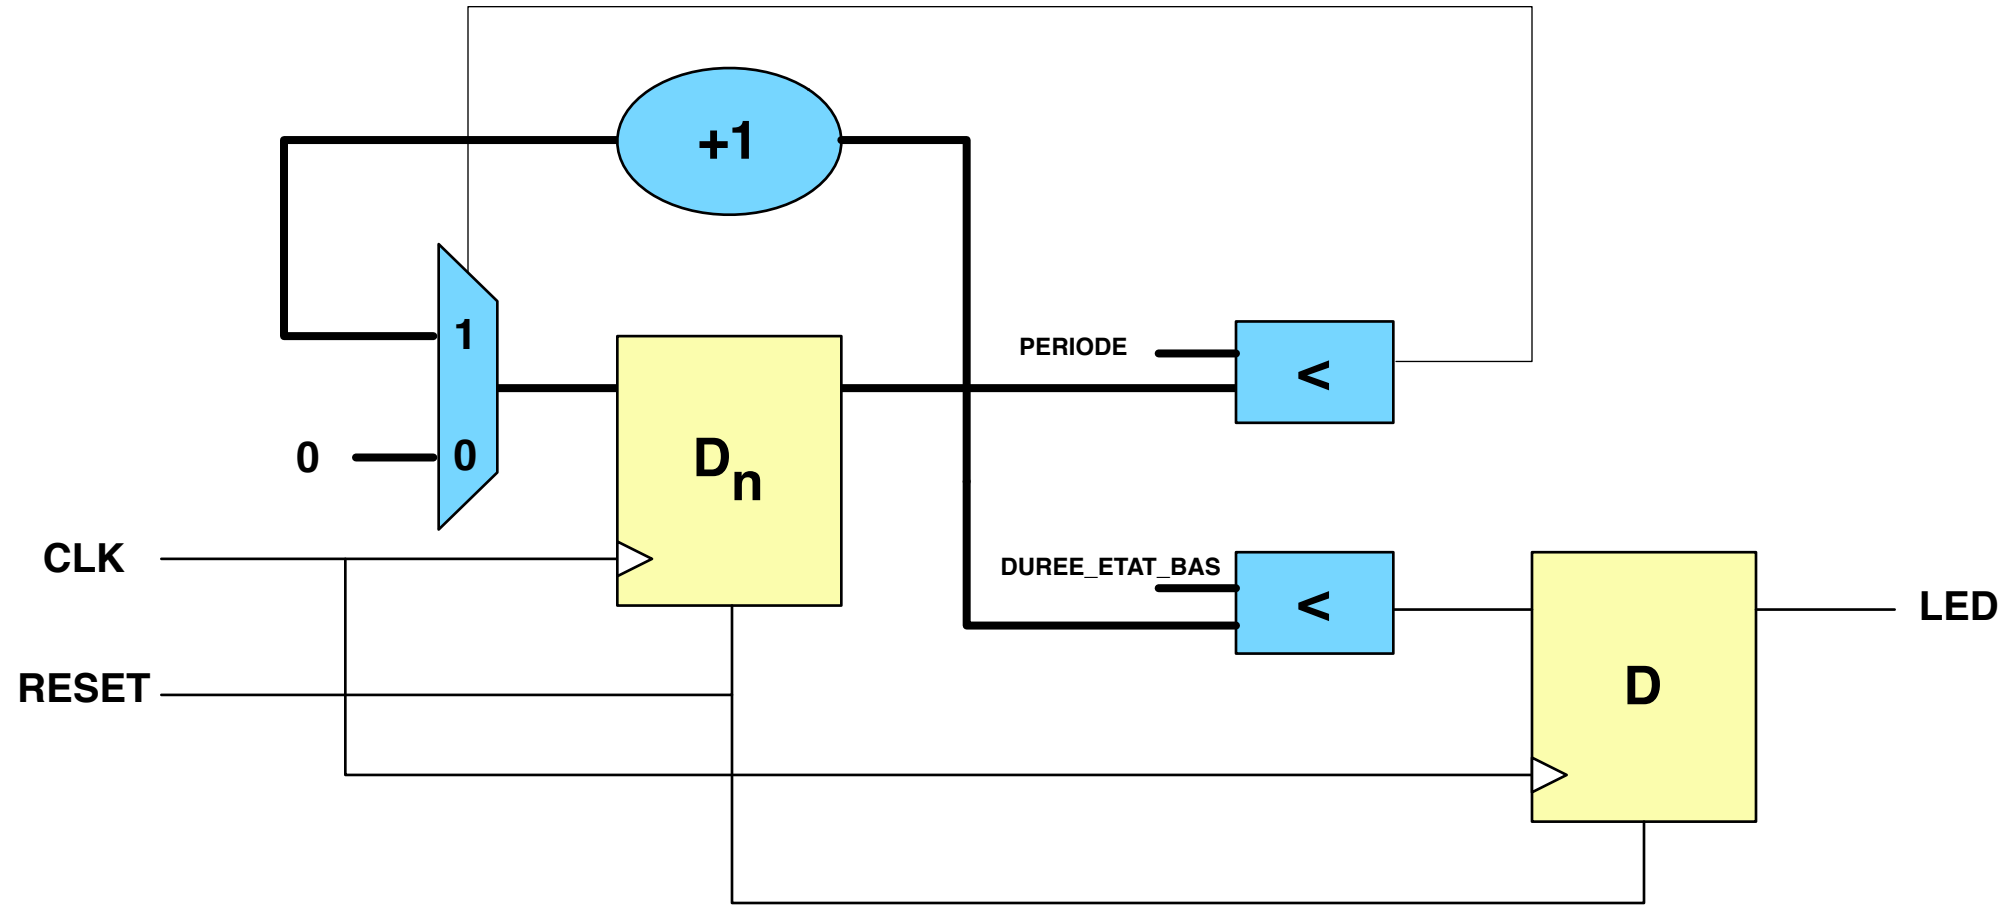 +1
1
PERIODE
<
0
0
Dn
CLK
DUREE_ETAT_BAS
<
LED
RESET
D